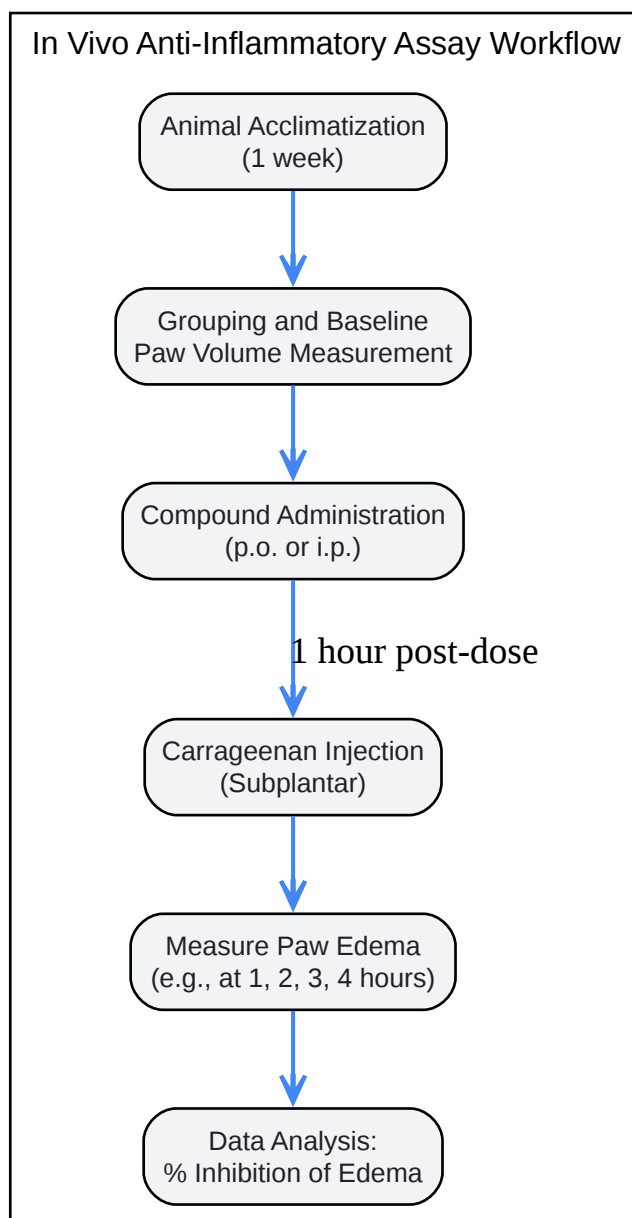 In Vivo Anti-Inflammatory Assay Workflow
Animal Acclimatization
(1 week)
Grouping and Baseline
Paw Volume Measurement
Compound Administration
(p.o. or i.p.)
1 hour post-dose
Carrageenan Injection
(Subplantar)
Measure Paw Edema
(e.g., at 1, 2, 3, 4 hours)
Data Analysis:
% Inhibition of Edema